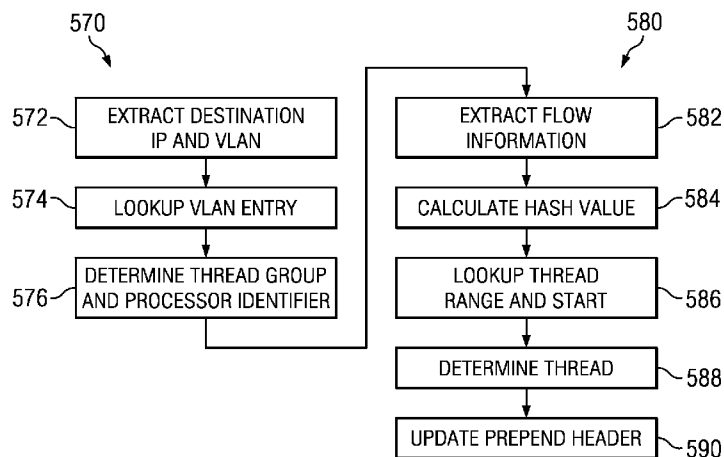 570
572
EXTRACT DESTINATION
IP AND VLAN
574
LOOKUP VLAN ENTRY
576
DETERMINE THREAD GROUP
AND PROCESSOR IDENTIFIER
580
EXTRACT FLOW
INFORMATION
582
CALCULATE HASH VALUE
584
LOOKUP THREAD
RANGE AND START
586
DETERMINE THREAD
588
UPDATE PREPEND HEADER
590